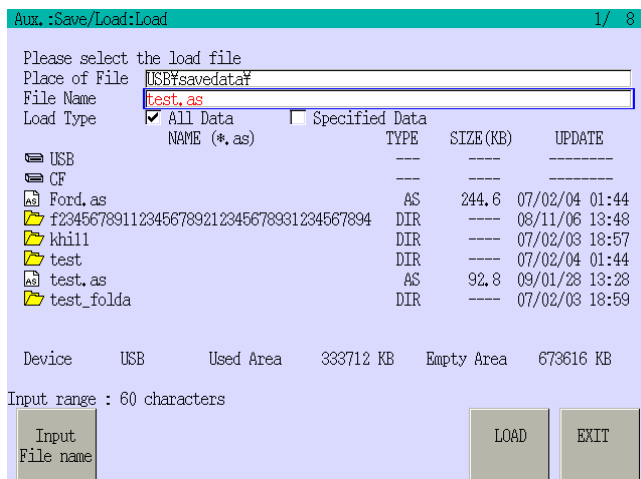 Aux.:Save/Load:Load 1/ 8
Please select the load file
Place of File USB¥savedata¥
File Name test.as
Load Type All Data Specified Data
NAME (*.as) TYPE SIZE(KB) UPDATE
USB --- ---- --------
CF --- ---- --------
Ford.as AS 244.6 07/02/04 01:44
f234567891123456789212345678931234567894 DIR ---- 08/11/06 13:48
khill DIR ---- 07/02/03 18:57
test DIR ---- 07/02/04 01:44
test.as AS 92.8 09/01/28 13:28
test_folda DIR ---- 07/02/03 18:59
Device USB Used Area 333712 KB Empty Area 673616 KB
Input range : 60 characters
Input File name LOAD EXIT